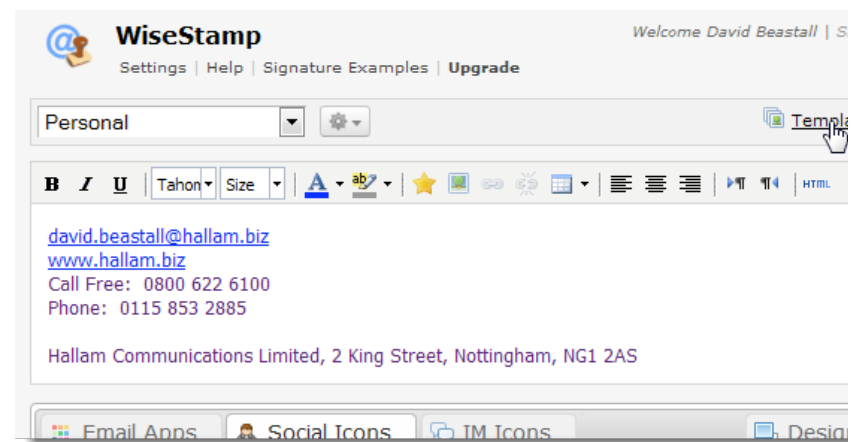 WiseStamp
Welcome David Beastall |
Settings | Help | Signature Examples | Upgrade
Personal
B I U Tahon Size A ab HTML
david.beastall@hallam.biz
www.hallam.biz
Call Free: 0800 622 6100
Phone: 0115 853 2885
Hallam Communications Limited, 2 King Street, Nottingham, NG1 2AS
Email Apps Social Icons IM Icons